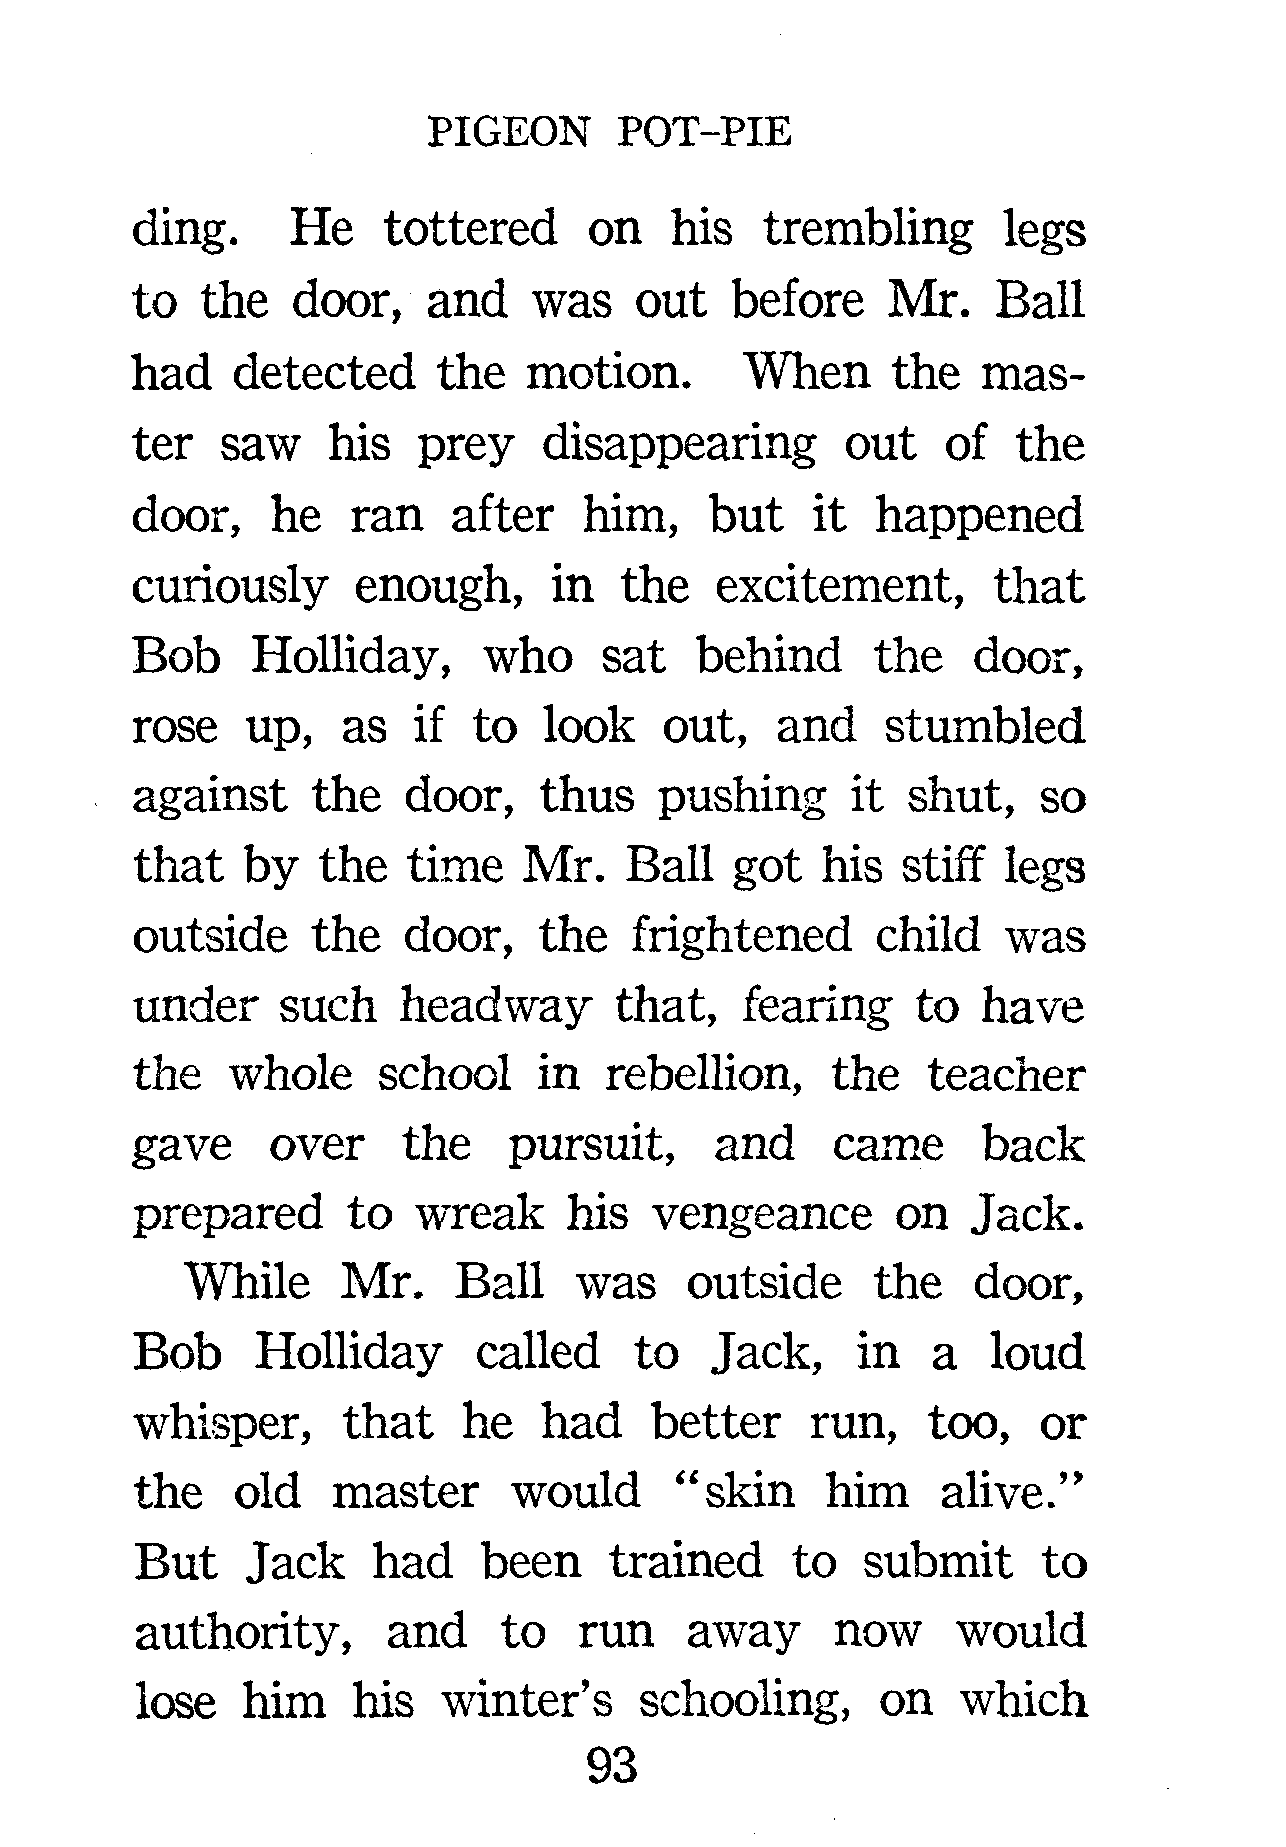 PIGEON POT-PIE
ding. He tottered on his trembling legs
to the door, and was out before Mr. Ball
had detected the motion. When the mas-
ter saw his prey disappearing out of the
door, he ran after him, but it happened
curiously enough, in the excitement, that
Bob Holliday, who sat behind the door,
rose up, as if to look out, and stumbled
against the door, thus pushing it shut, so
that by the time Mr. Ball got his stiff legs
outside the door, the frightened child was
under such headway that, fearing to have
the whole school in rebellion, the teacher
gave over the pursuit, and came back
prepared to wreak his vengeance on Jack.
While Mr. Ball was outside the door,
Bob Holliday called to Jack, in a loud
whisper, that he had better run, too, or
the old master would “skin him alive.”
But Jack had been trained to submit to
authority, and to run away now would
lose him his winter's schooling, on which
93